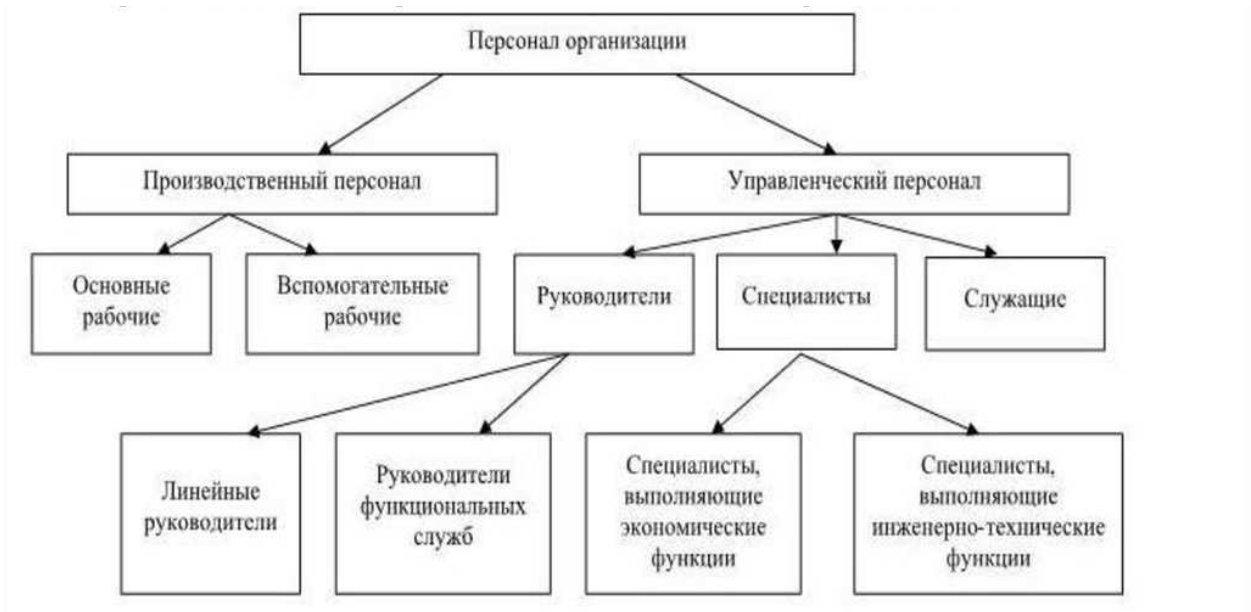 Персонал организации
Производственный персонал
Управленческий персонал
Основные
рабочие
Вспомогательные
рабочие
Руководители
Специалисты
Служащие
Линейные
руководители
Руководители
функциональных
служб
Специалисты,
выполняющие
экономические
функции
Специалисты,
выполняющие
инженерно-технические
функции